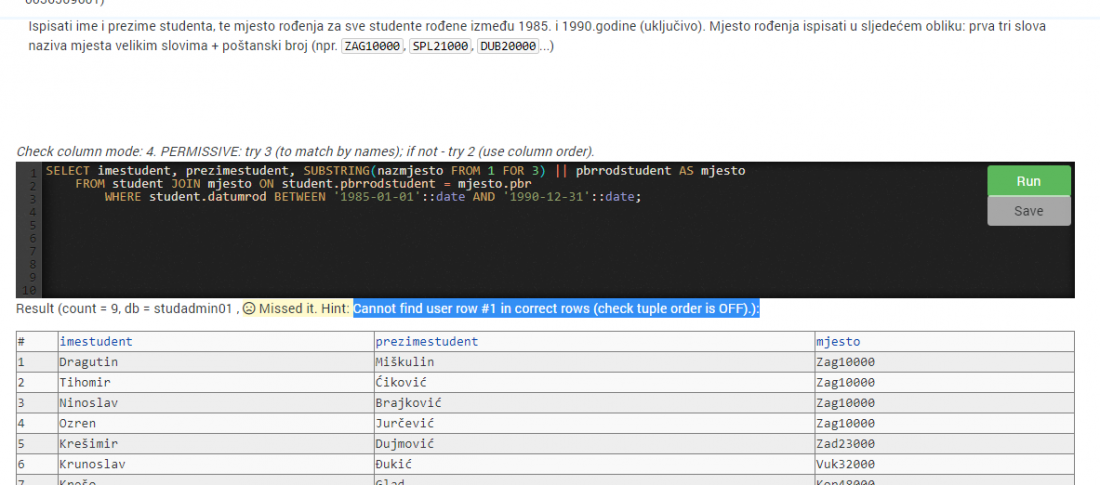 Ispisati ime i prezime studenta, te mjesto rođenja za sve studente rođene između 1985. i 1990.godine (uključivo). Mjesto rođenja ispisati u sljedećem obliku: prva tri slova
naziva mjesta velikim slovima + poštanski broj (npr. ZAG10000, SPL21000, DUB20000...)
Check column mode: 4. PERMISSIVE: try 3 (to match by names); if not - try 2 (use column order).
1 SELECT imestudent, prezimestudent, SUBSTRING(nazmjesto FROM 1 FOR 3) || pbrrodstudent AS mjesto
2 FROM student JOIN mjesto ON student.pbrrodstudent = mjesto.pbr
3 WHERE student.datumrod BETWEEN '1985-01-01'::date AND '1990-12-31'::date;
4
5
6
7
8
9
10
Run
Save
Result (count = 9, db = studadmin01 , ☹ Missed it. Hint: Cannot find user row #1 in correct rows (check tuple order is OFF).):
# imestudent prezimestudent mjesto
1 Dragutin Miškulin Zag10000
2 Tihomir Ćiković Zag10000
3 Ninoslav Brajković Zag10000
4 Ozren Jurčević Zag10000
5 Krešimir Dujmović Zad23000
6 Krunoslav Đukić Vuk32000